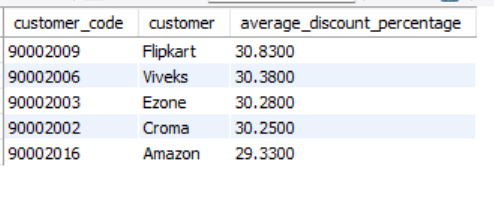 customer_code customer average_discount_percentage
90002009 Flipkart 30.8300
90002006 Viveks 30.3800
90002003 Ezone 30.2800
90002002 Croma 30.2500
90002016 Amazon 29.3300